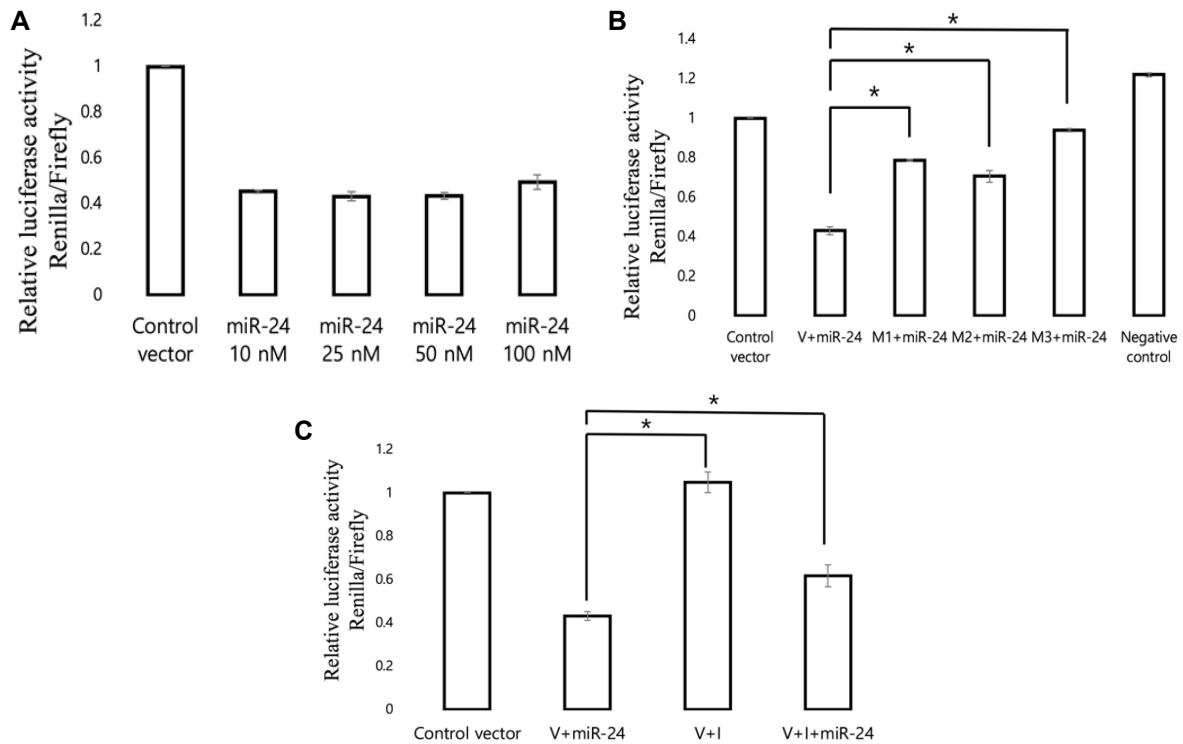 A
Relative luciferase activity
Renilla/Firefly
1.2
1
0.8
0.6
0.4
0.2
0
Control
vector
miR-24
10 nM
miR-24
25 nM
miR-24
50 nM
miR-24
100 nM
B
Relative luciferase activity
Renilla/Firefly
1.4
1.2
1
0.8
0.6
0.4
0.2
0
*
*
*
Control
vector
V+miR-24
M1+miR-24
M2+miR-24
M3+miR-24
Negative
control
C
Relative luciferase activity
Renilla/Firefly
1.2
1
0.8
0.6
0.4
0.2
0
*
*
Control vector
V+miR-24
V+I
V+I+miR-24